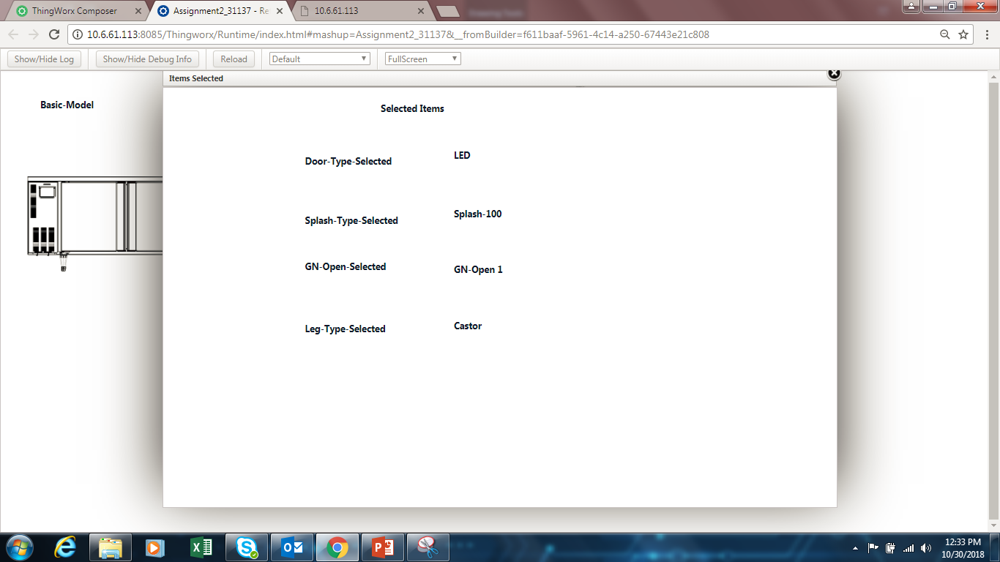 ThingWorx Composer
Assignment2_31137 - Re
10.6.61.113
10.6.61.113:8085/Thingworx/Runtime/index.html#mashup=Assignment2_31137&__fromBuilder=f611baaf-5961-4c14-a250-67443e21c808
Show/Hide Log
Show/Hide Debug Info
Reload
Default
FullScreen
Items Selected
Basic-Model
Selected Items
Door-Type-Selected
LED
Splash-Type-Selected
Splash-100
GN-Open-Selected
GN-Open 1
Leg-Type-Selected
Castor
12:33 PM
10/30/2018